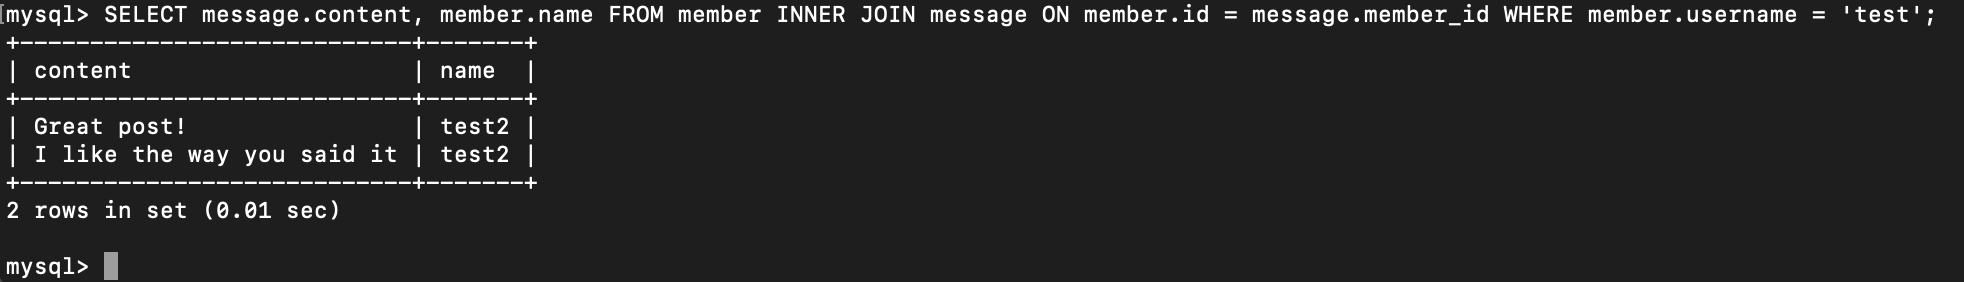 mysql> SELECT message.content, member.name FROM member INNER JOIN message ON member.id = message.member_id WHERE member.username = 'test';
+----------------------------+-------+
| content                    | name  |
+----------------------------+-------+
| Great post!                | test2 |
| I like the way you said it | test2 |
+----------------------------+-------+
2 rows in set (0.01 sec)
mysql>